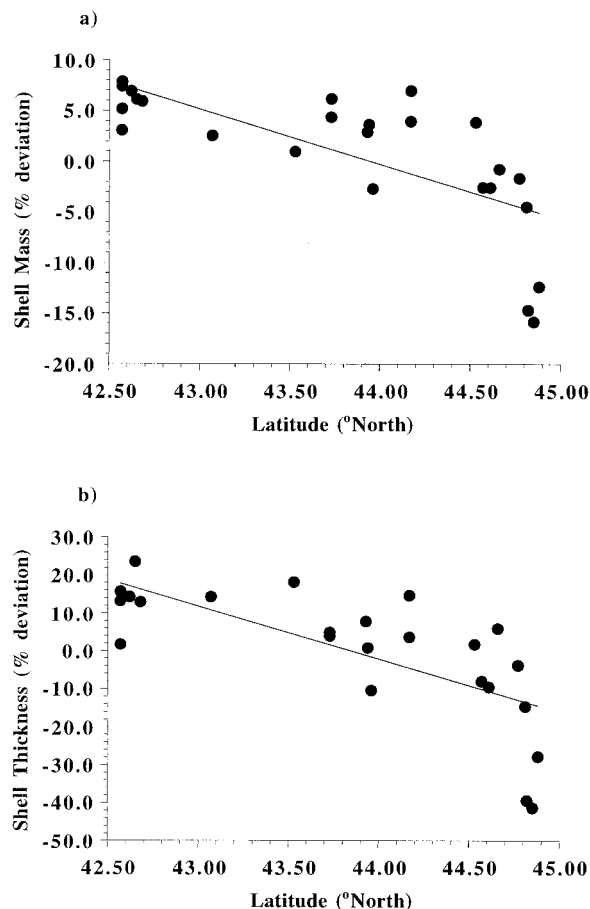 a)
Shell Mass (% deviation)
10.0
5.0
0.0
-5.0
-10.0
-15.0
-20.0
42.50 43.00 43.50 44.00 44.50 45.00
Latitude (°North)
b)
Shell Thickness (% deviation)
30.0
20.0
10.0
0.0
-10.0
-20.0
-30.0
-40.0
-50.0
42.50 43.00 43.50 44.00 44.50 45.00
Latitude (°North)